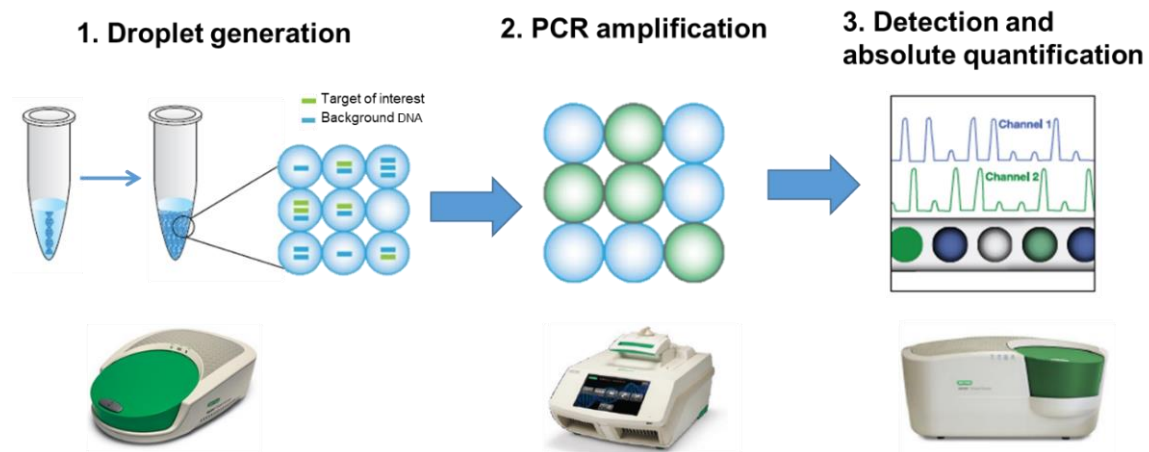 1. Droplet generation
2. PCR amplification
3. Detection and
absolute quantification
Target of interest
Background DNA
Channel 1
Channel 2